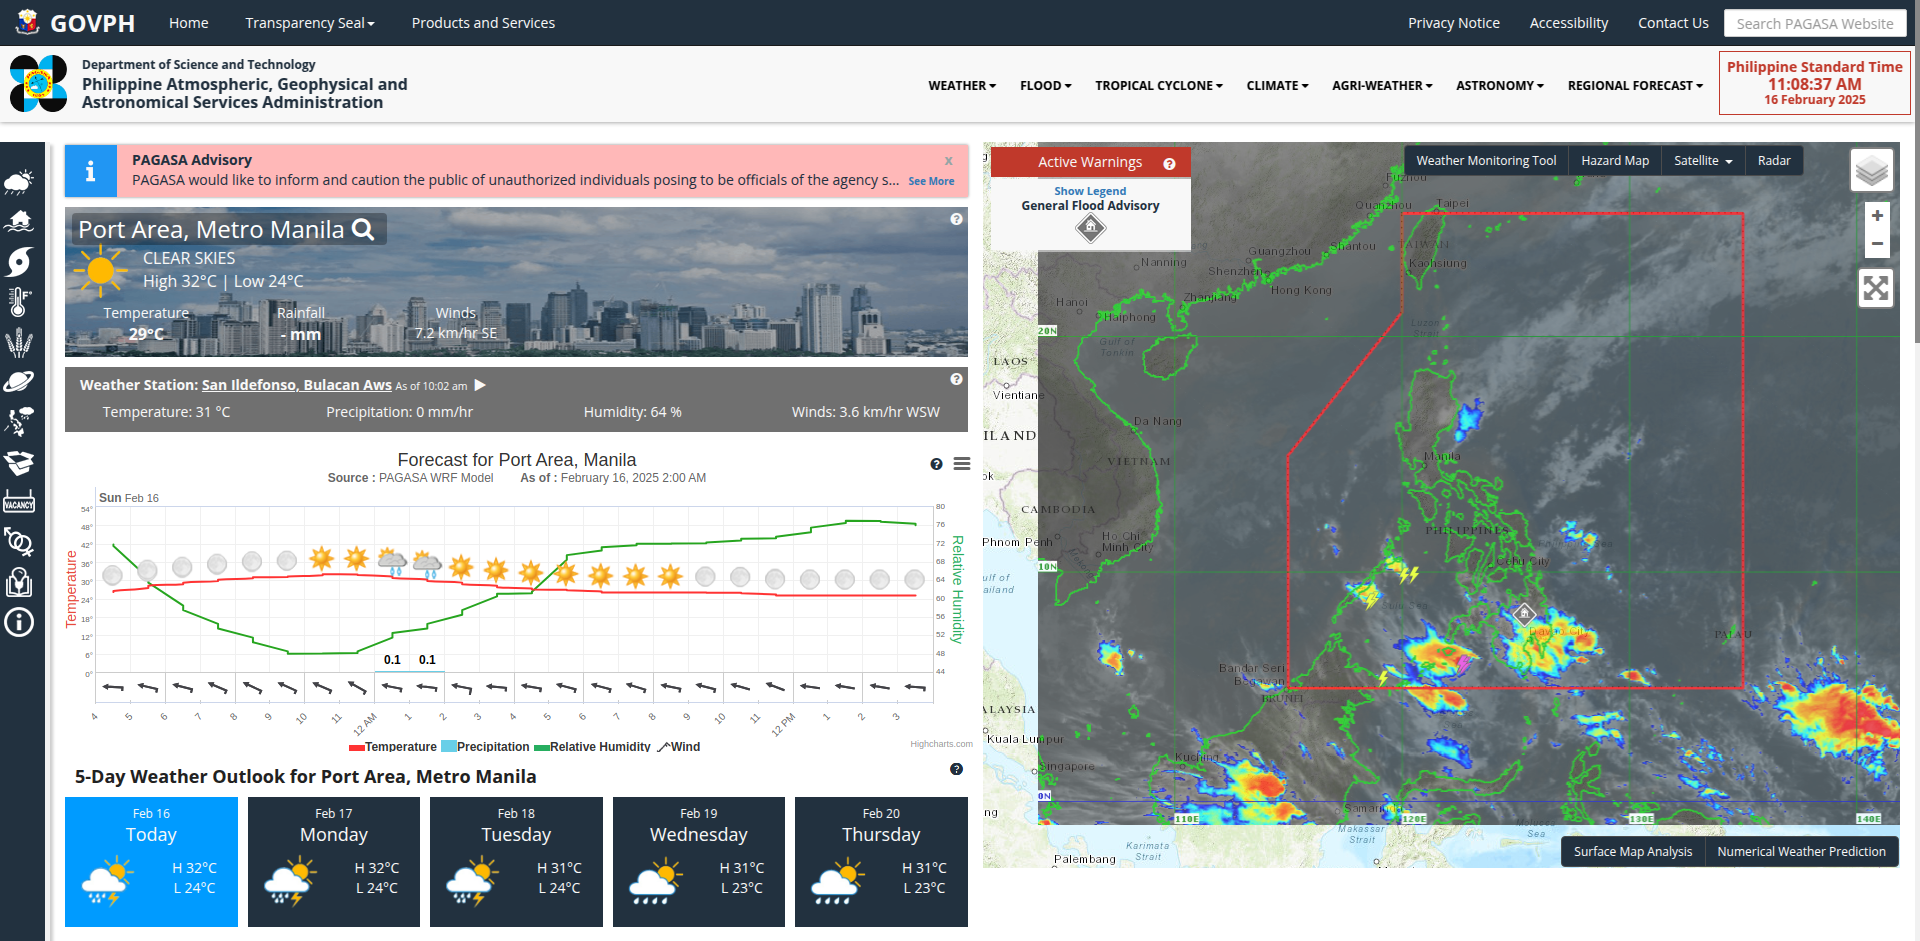 GOVPH
Home
Transparency Seal
Products and Services
Privacy Notice
Accessibility
Contact Us
Search PAGASA Website
Department of Science and Technology
Philippine Atmospheric, Geophysical and
Astronomical Services Administration
WEATHER
FLOOD
TROPICAL CYCLONE
CLIMATE
AGRI-WEATHER
ASTRONOMY
REGIONAL FORECAST
Philippine Standard Time
11:08:37 AM
16 February 2025
VACANCY
PAGASA Advisory
x
PAGASA would like to inform and caution the public of unauthorized individuals posing to be officials of the agency s...
See More
Port Area, Metro Manila
CLEAR SKIES
High 32°C | Low 24°C
Temperature
Rainfall
Winds
29°C
- mm
7.2 km/hr SE
Weather Station: San Ildefonso, Bulacan Aws As of 10:02 am
Temperature: 31 °C
Precipitation: 0 mm/hr
Humidity: 64 %
Winds: 3.6 km/hr WSW
Forecast for Port Area, Manila
Source : PAGASA WRF Model
As of : February 16, 2025 2:00 AM
Sun Feb 16
Temperature
54°
48°
42°
36°
30°
24°
18°
12°
6°
0°
80
76
72
68
64
60
56
52
48
44
Relative Humidity
0.1
0.1
4
5
6
7
8
9
10
11
12 AM
1
2
3
4
5
6
7
8
9
10
11
12 PM
1
2
3
Temperature
Precipitation
Relative Humidity
Wind
Highcharts.com
5-Day Weather Outlook for Port Area, Metro Manila
Feb 16
Today
H 32°C
L 24°C
Feb 17
Monday
H 32°C
L 24°C
Feb 18
Tuesday
H 31°C
L 24°C
Feb 19
Wednesday
H 31°C
L 23°C
Feb 20
Thursday
H 31°C
L 23°C
Active Warnings
Show Legend
General Flood Advisory
Weather Monitoring Tool
Hazard Map
Satellite
Radar
+
−
Fuzhou
Quanzhou
Taipei
Shantou
TAIWAN
Guangzhou
Kaohsiung
Nanning
Shenzhen
Hong Kong
Zhanjiang
Hanoi
Haiphong
20N
Luzon
Strait
Gulf of
Tonkin
LAOS
Vientiane
Da Nang
ILAND
VIETNAM
Manila
ok
CAMBODIA
PHILIPPINES
Phnom Penh
Ho Chi
Minh City
Cebu City
10N
ulf of
ailand
Sulu Sea
Davao City
PALAU
Bandar Seri
Begawan
BRUNEI
ALAYSIA
Kuala Lumpur
Kuching
Singapore
0N
ng
110E
Samarinda
120E
130E
140E
Makassar
Strait
Molucca
Sea
Karimata
Strait
Palembang
Surface Map Analysis
Numerical Weather Prediction